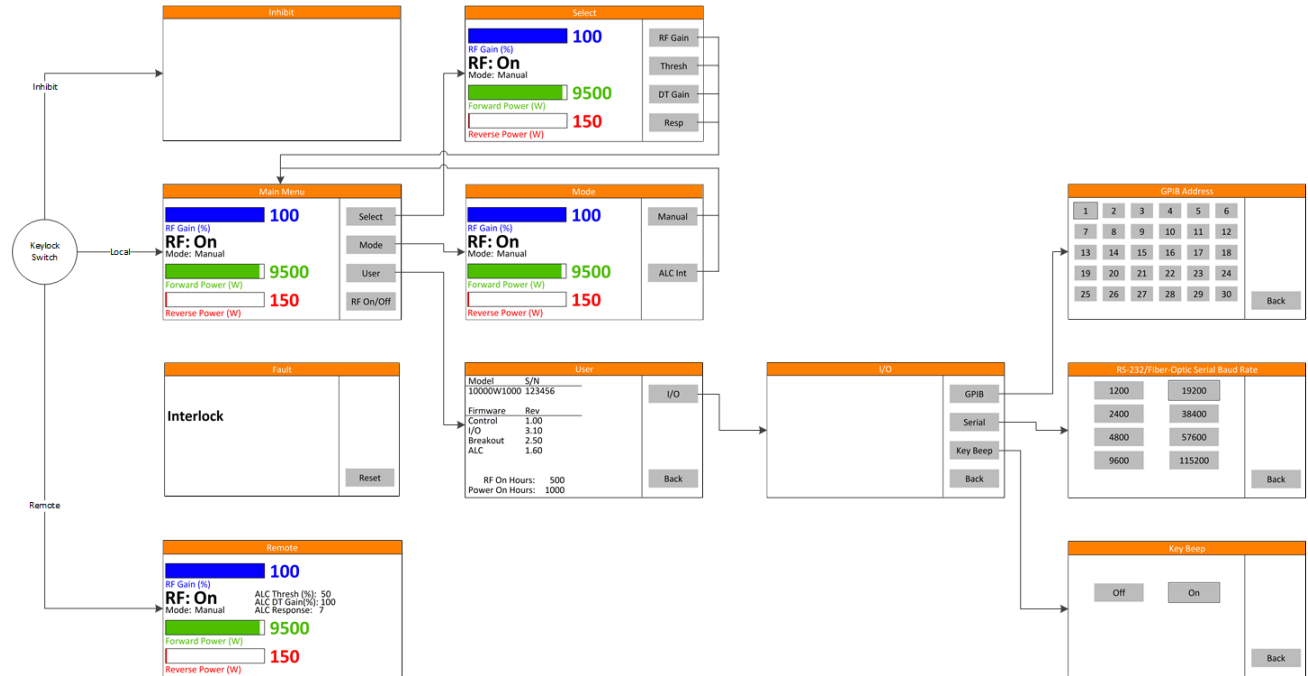 Inhibit
Select
100
RF Gain (%)
RF: On
Mode: Manual
9500
Forward Power (W)
150
Reverse Power (W)
RF Gain
Thresh
DT Gain
Resp
Inhibit
Main Menu
100
RF Gain (%)
RF: On
Mode: Manual
9500
Forward Power (W)
150
Reverse Power (W)
Select
Mode
User
RF On/Off
Mode
100
RF Gain (%)
RF: On
Mode: Manual
9500
Forward Power (W)
150
Reverse Power (W)
Manual
ALC Int
GPIB Address
1 2 3 4 5 6
7 8 9 10 11 12
13 14 15 16 17 18
19 20 21 22 23 24
25 26 27 28 29 30
Back
Keylock
Switch
Local
Fault
Interlock
Reset
User
Model S/N
10000W1000 123456
Firmware Rev
Control 1.00
I/O 3.10
Breakout 2.50
ALC 1.60
RF On Hours: 500
Power On Hours: 1000
I/O
Back
I/O
GPIB
Serial
Key Beep
Back
RS-232/Fiber-Optic Serial Baud Rate
1200 19200
2400 38400
4800 57600
9600 115200
Back
Remote
Remote
100
RF Gain (%)
RF: On
Mode: Manual
ALC Thresh (%): 50
ALC DT Gain(%): 100
ALC Response: 7
9500
Forward Power (W)
150
Reverse Power (W)
Key Beep
Off On
Back